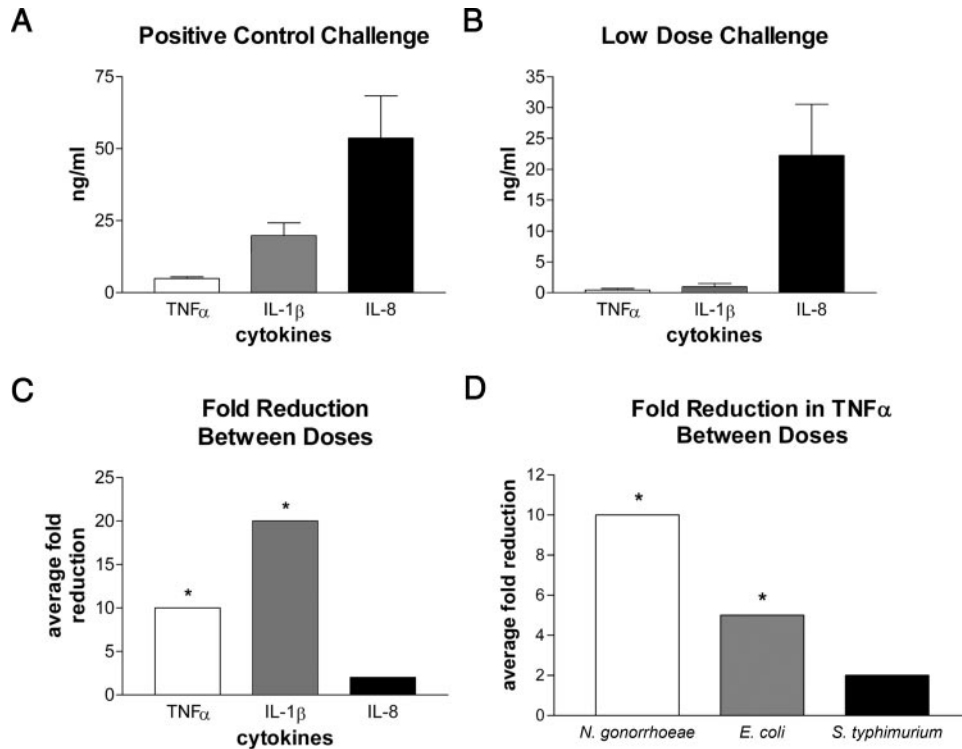 A
Positive Control Challenge
ng/ml
75
50
25
0
TNFα
IL-1β
IL-8
cytokines
B
Low Dose Challenge
ng/ml
35
30
25
20
15
10
5
0
TNFα
IL-1β
IL-8
cytokines
C
Fold Reduction
Between Doses
average fold
reduction
25
20
15
10
5
0
*
*
TNFα
IL-1β
IL-8
cytokines
D
Fold Reduction in TNFα
Between Doses
average fold reduction
12
10
8
6
4
2
0
*
*
N. gonorrhoeae
E. coli
S. typhimurium